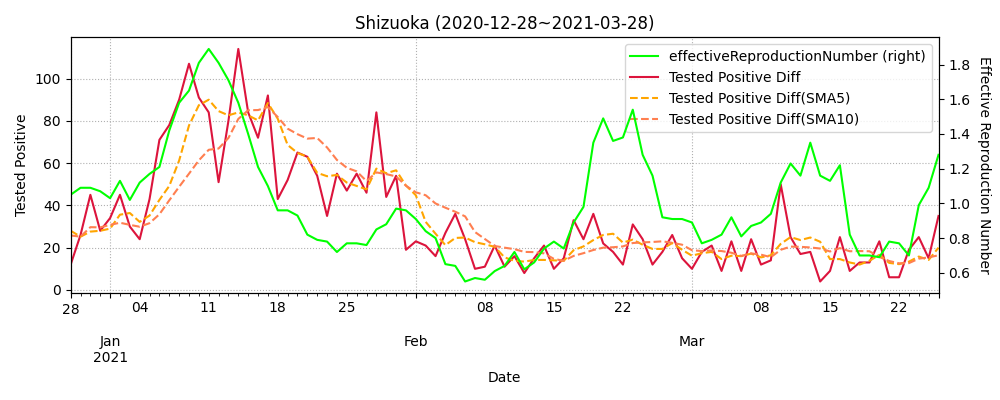 Shizuoka (2020-12-28~2021-03-28)
effectiveReproductionNumber (right)
Tested Positive Diff
Tested Positive Diff(SMA5)
Tested Positive Diff(SMA10)
Tested Positive
100
80
60
40
20
0
Effective Reproduction Number
1.8
1.6
1.4
1.2
1.0
0.8
0.6
28 04 11 18 25 08 15 22 08 15 22
Jan Feb Mar
2021
Date